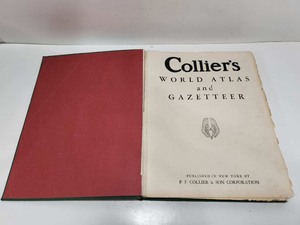 Collier's
WORLD ATLAS
and
GAZETTEER
PUBLISHED IN NEW YORK BY
P. F. COLLIER & SON CORPORATION